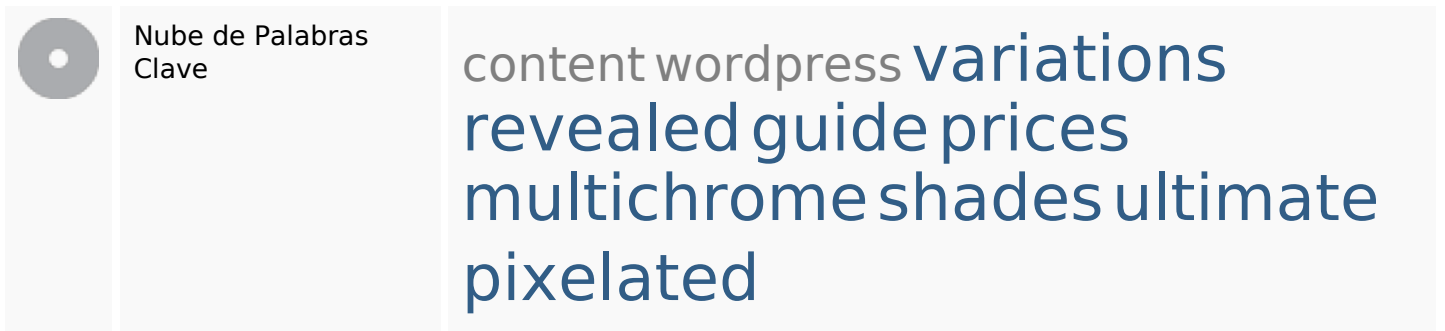 Nube de Palabras
Clave
content wordpress variations
revealed guide prices
multichrome shades ultimate
pixelated